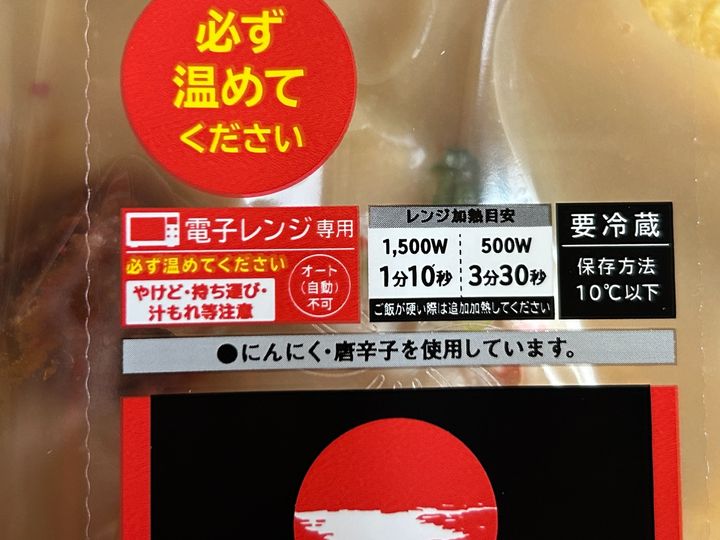 必ず
温めて
ください
電子レンジ専用
必ず温めてください
やけど・持ち運び・
汁もれ等注意
オート
(自動)
不可
レンジ加熱目安
1,500W 500W
1分10秒 3分30秒
ご飯が硬い際は追加加熱してください
要冷蔵
保存方法
10℃以下
●にんにく・唐辛子を使用しています。